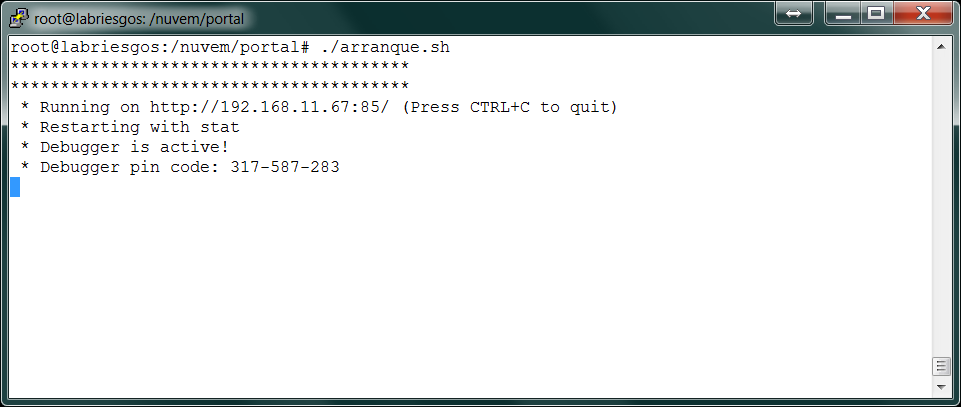 root@labriesgos: /nuvem/portal
root@labriesgos:/nuvem/portal# ./arranque.sh
****************************************
****************************************
 * Running on http://192.168.11.67:85/ (Press CTRL+C to quit)
 * Restarting with stat
 * Debugger is active!
 * Debugger pin code: 317-587-283